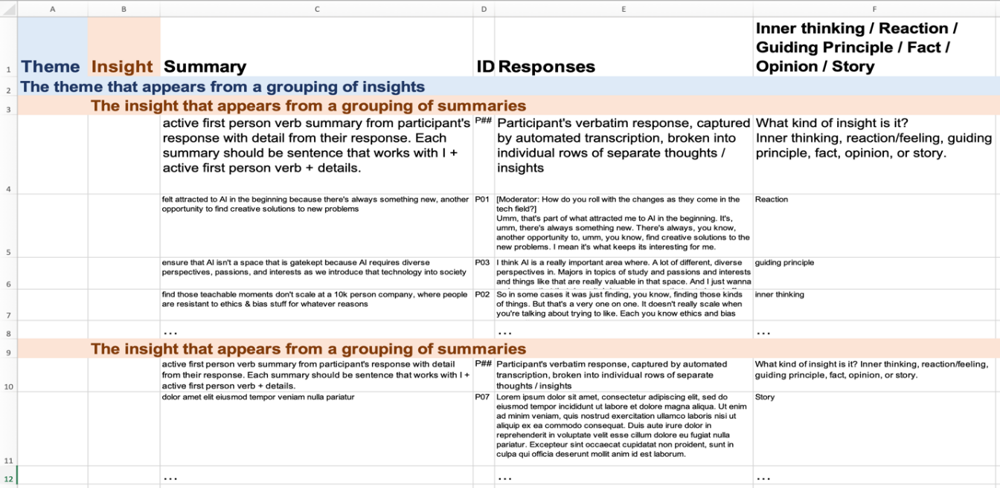 A B C D E F
Inner thinking / Reaction /
Guiding Principle / Fact /
1 Theme Insight Summary ID Responses Opinion / Story
2 The theme that appears from a grouping of insights
3 The insight that appears from a grouping of summaries
active first person verb summary from participant's P## Participant's verbatim response, captured What kind of insight is it?
response with detail from their response. Each by automated transcription, broken into Inner thinking, reaction/feeling, guiding
summary should be sentence that works with I + individual rows of separate thoughts / principle, fact, opinion, or story.
active first person verb + details. insights
4
felt attracted to AI in the beginning because there's always something new, another P01 [Moderator: How do you roll with the changes as they come in the Reaction
opportunity to find creative solutions to new problems tech field?]
Umm, that's part of what attracted me to AI in the beginning. It's,
umm, there's always something new. There's always, you know,
another opportunity to, umm, you know, find creative solutions to the
new problems. I mean it's what keeps its interesting for me.
5
ensure that AI isn't a space that is gatekept because AI requires diverse P03 I think AI is a really important area where. A lot of different, diverse guiding principle
perspectives, passions, and interests as we introduce that technology into society perspectives in. Majors in topics of study and passions and interests
6 and things like that are really valuable in that space. And I just wanna
find those teachable moments don't scale at a 10k person company, where people P02 So in some cases it was just finding, you know, finding those kinds inner thinking
are resistant to ethics & bias stuff for whatever reasons of things. But that's a very one on one. It doesn't really scale when
7 you're talking about trying to like. Each you know ethics and bias
8 ... ... ...
9 The insight that appears from a grouping of summaries
active first person verb summary from participant's response with detail P## Participant's verbatim response, captured by automated What kind of insight is it? Inner thinking, reaction/feeling,
from their response. Each summary should be sentence that works with I + transcription, broken into individual rows of separate guiding principle, fact, opinion, or story.
10 active first person verb + details. thoughts / insights
dolor amet elit eiusmod tempor veniam nulla pariatur P07 Lorem ipsum dolor sit amet, consectetur adipiscing elit, sed do Story
eiusmod tempor incididunt ut labore et dolore magna aliqua. Ut enim
ad minim veniam, quis nostrud exercitation ullamco laboris nisi ut
aliquip ex ea commodo consequat. Duis aute irure dolor in
reprehenderit in voluptate velit esse cillum dolore eu fugiat nulla
pariatur. Excepteur sint occaecat cupidatat non proident, sunt in
culpa qui officia deserunt mollit anim id est laborum.
11
12 ... ... ...